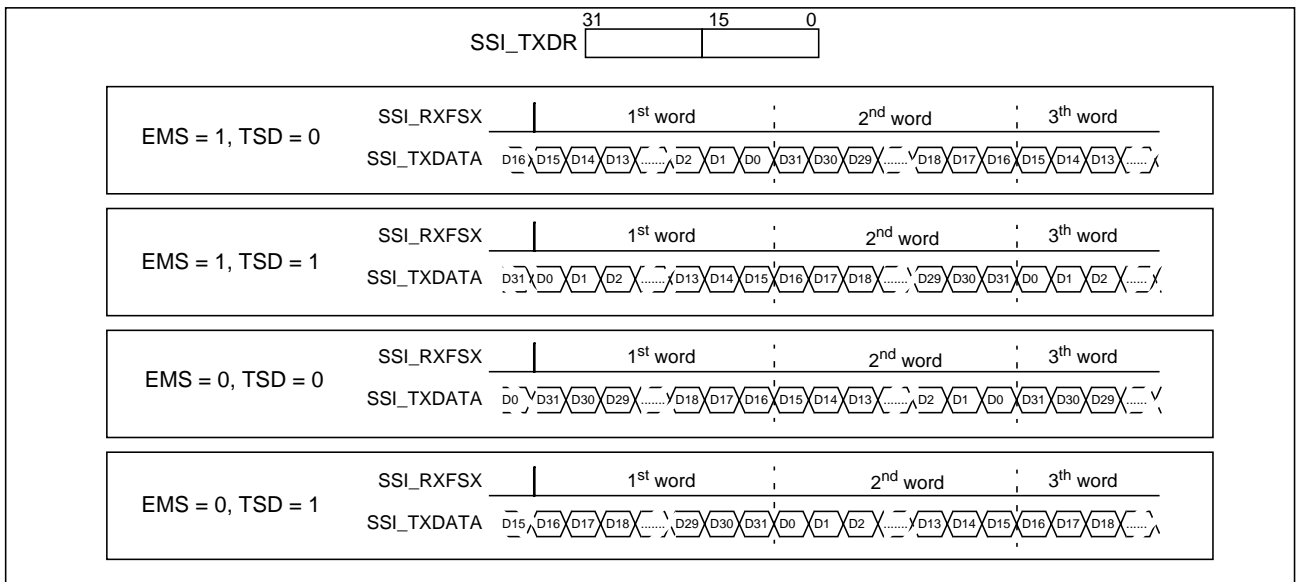 31 15 0
SSI_TXDR
EMS = 1, TSD = 0
SSI_RXFSX 1st word 2nd word 3th word
SSI_TXDATA D16 D15 D14 D13 ....... D2 D1 D0 D31 D30 D29 ....... D18 D17 D16 D15 D14 D13 ......
EMS = 1, TSD = 1
SSI_RXFSX 1st word 2nd word 3th word
SSI_TXDATA D31 D0 D1 D2 ....... D13 D14 D15 D16 D17 D18 ....... D29 D30 D31 D0 D1 D2 ......
EMS = 0, TSD = 0
SSI_RXFSX 1st word 2nd word 3th word
SSI_TXDATA D0 D31 D30 D29 ....... D18 D17 D16 D15 D14 D13 ....... D2 D1 D0 D31 D30 D29 ......
EMS = 0, TSD = 1
SSI_RXFSX 1st word 2nd word 3th word
SSI_TXDATA D15 D16 D17 D18 ....... D29 D30 D31 D0 D1 D2 ....... D13 D14 D15 D16 D17 D18 ......